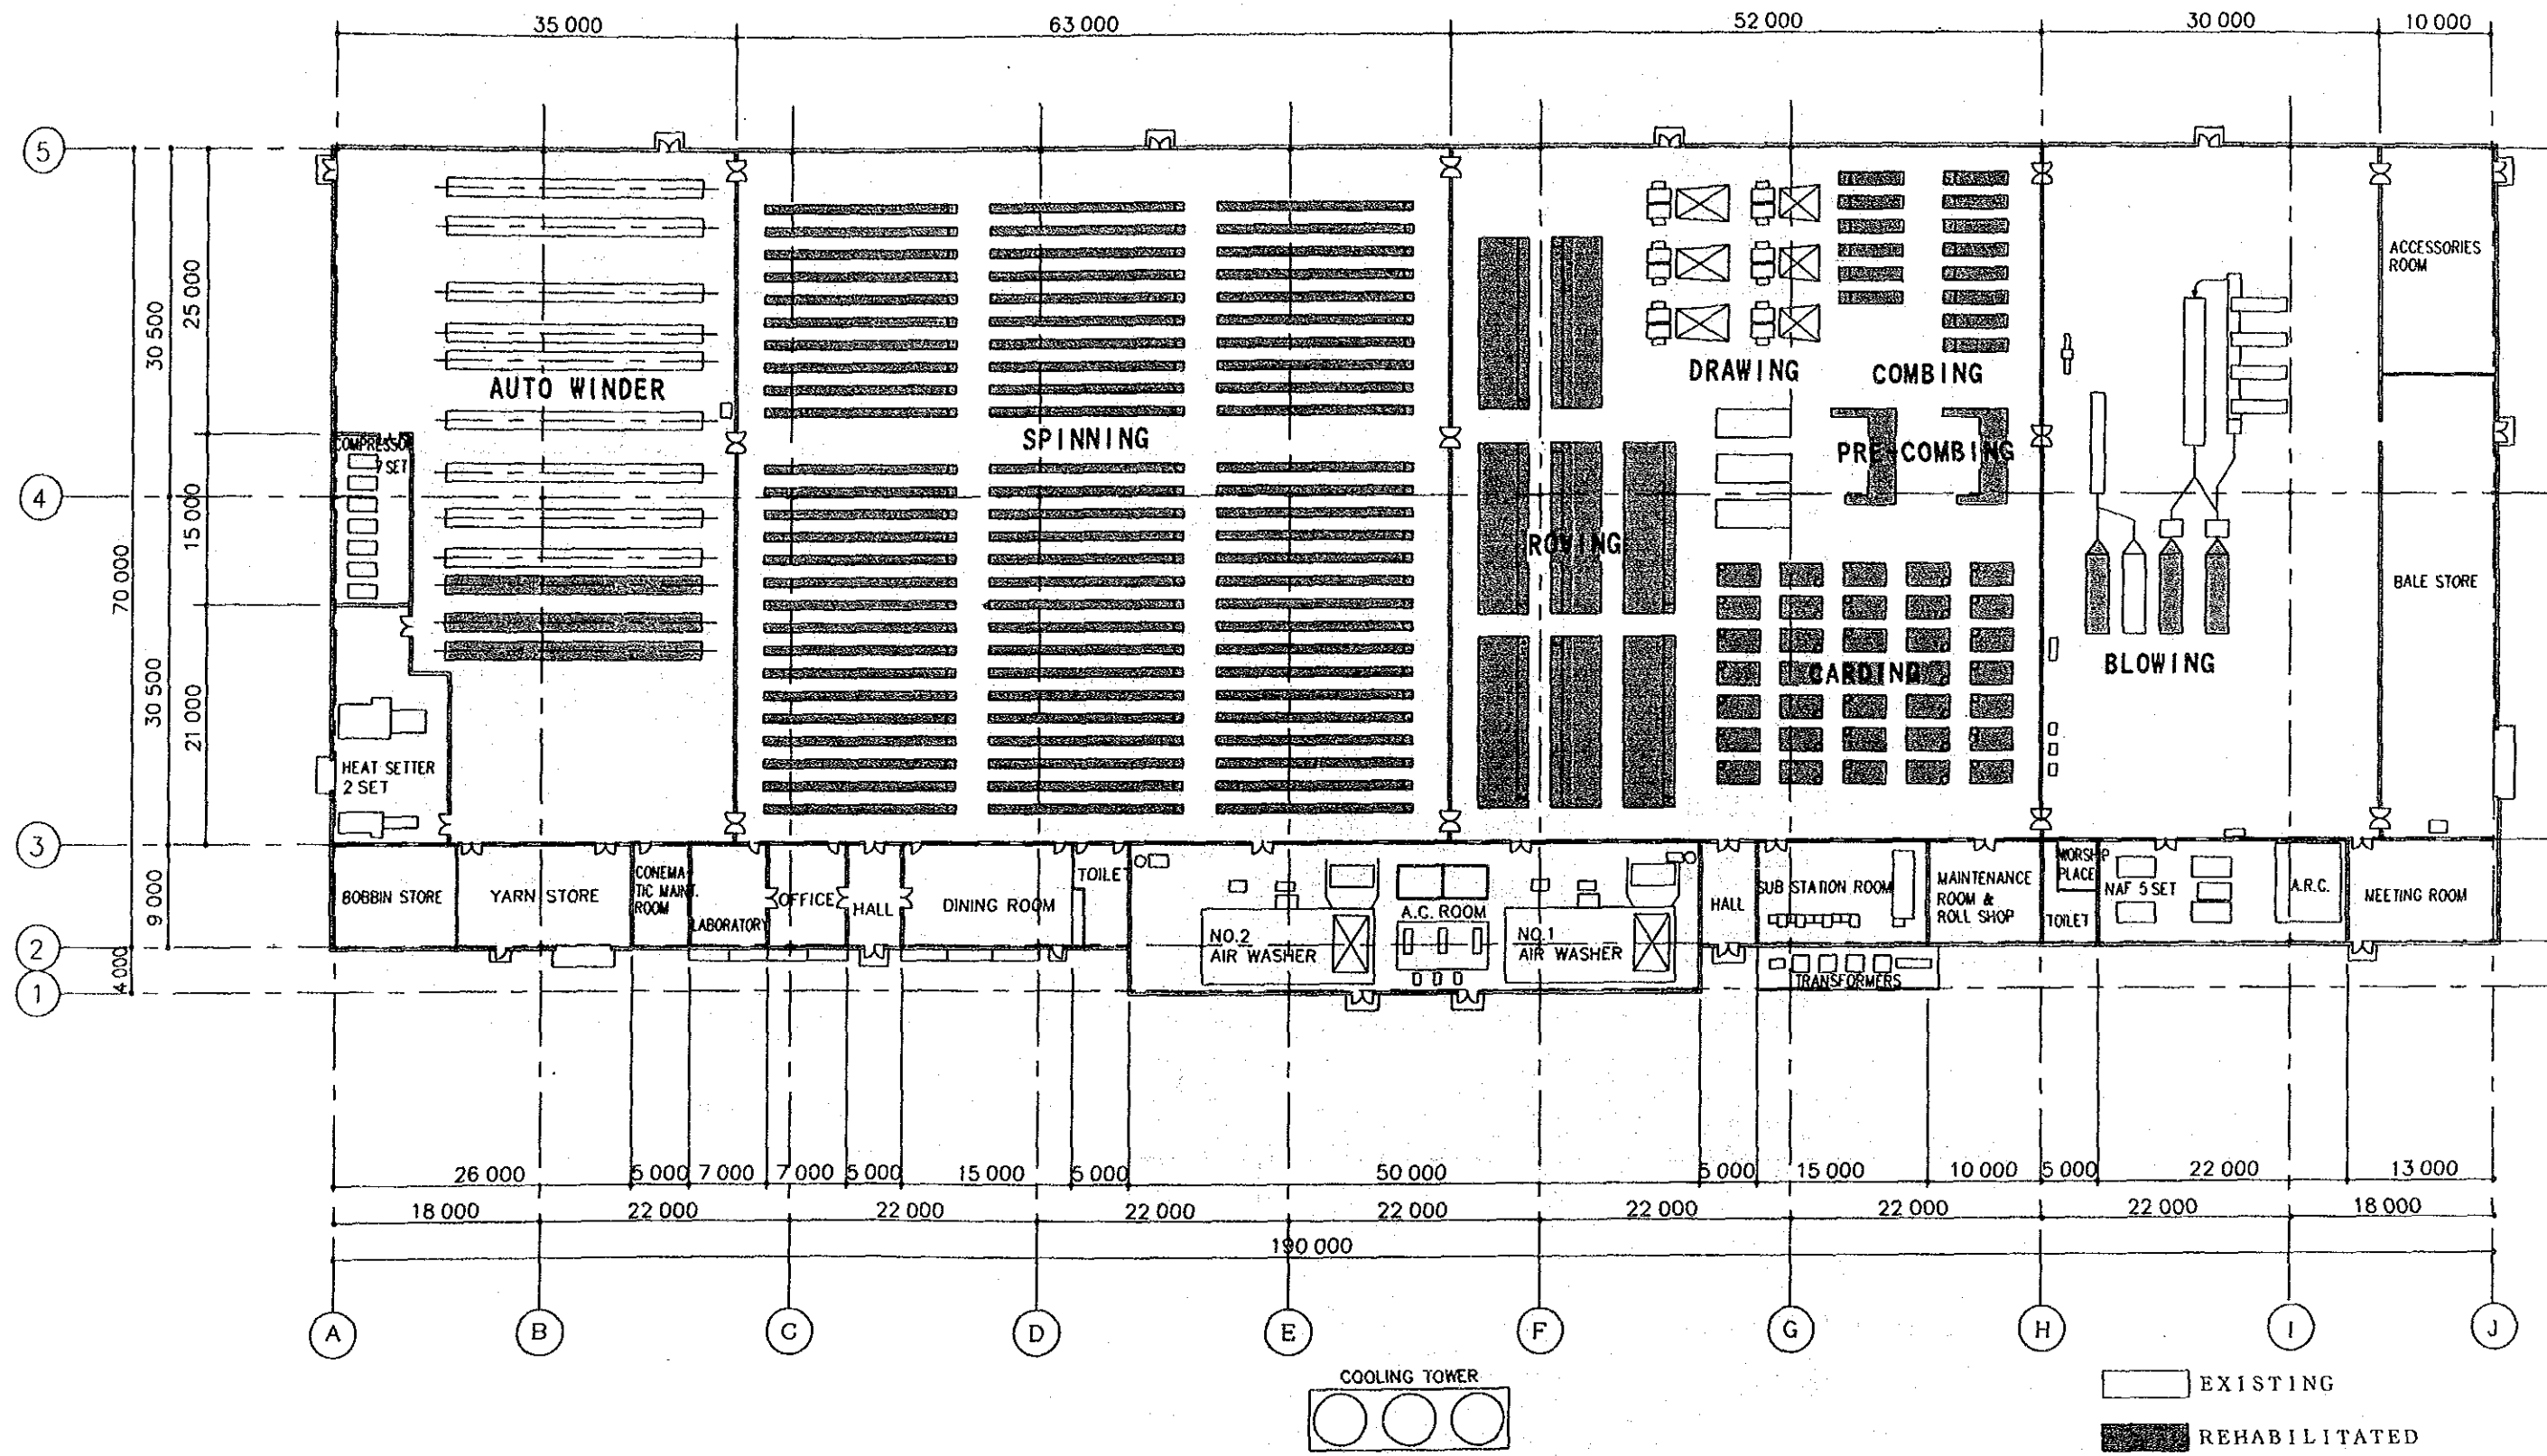 35 000
63 000
52 000
30 000
10 000
5
4
3
2
1
70 000
30 500
30 500
9 000
4 000
25 000
15 000
21 000
AUTO WINDER
COMPRESSOR
7 SET
HEAT SETTER
2 SET
SPINNING
ROVING
DRAWING
COMBING
PRE-COMBING
CARDING
BLOWING
ACCESSORIES
ROOM
BALE STORE
BOBBIN STORE
YARN STORE
CONEMA-
TIC MAINT.
ROOM
LABORATORY
OFFICE
HALL
DINING ROOM
TOILET
NO.2
AIR WASHER
A.C. ROOM
NO.1
AIR WASHER
HALL
SUB STATION ROOM
TRANSFORMERS
MAINTENANCE
ROOM &
ROLL SHOP
WORSHIP
PLACE
TOILET
NAF 5 SET
A.R.C.
MEETING ROOM
26 000
5 000
7 000
7 000
5 000
15 000
5 000
50 000
5 000
15 000
10 000
5 000
22 000
13 000
18 000
22 000
22 000
22 000
22 000
22 000
22 000
22 000
18 000
190 000
A
B
C
D
E
F
G
H
I
J
COOLING TOWER
EXISTING
REHABILITATED